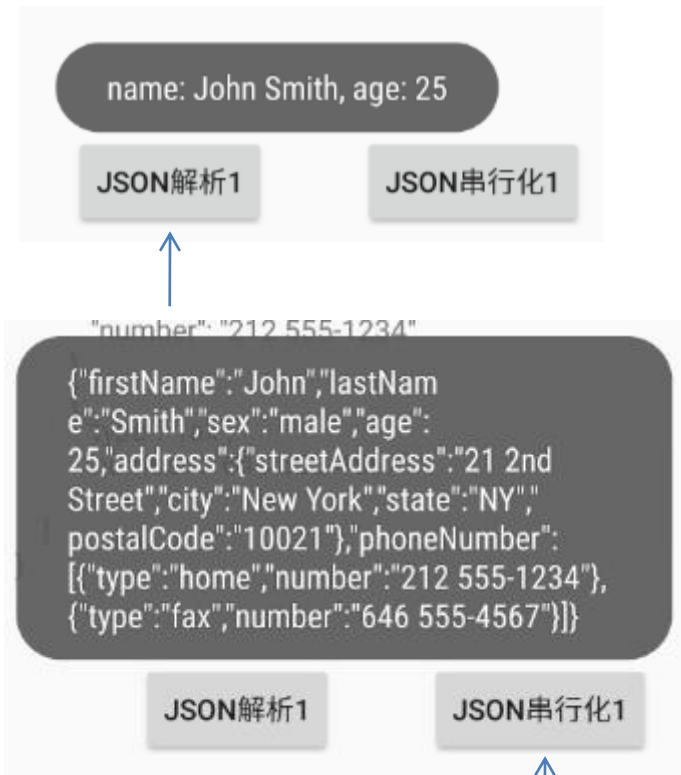 name: John Smith, age: 25
JSON解析1 JSON串行化1
"number": "212 555-1234"
{"firstName":"John","lastNam
e":"Smith","sex":"male","age":
25,"address":{"streetAddress":"21 2nd
Street","city":"New York","state":"NY","
postalCode":"10021"},"phoneNumber":
[{"type":"home","number":"212 555-1234"},
{"type":"fax","number":"646 555-4567"}]}
JSON解析1 JSON串行化1